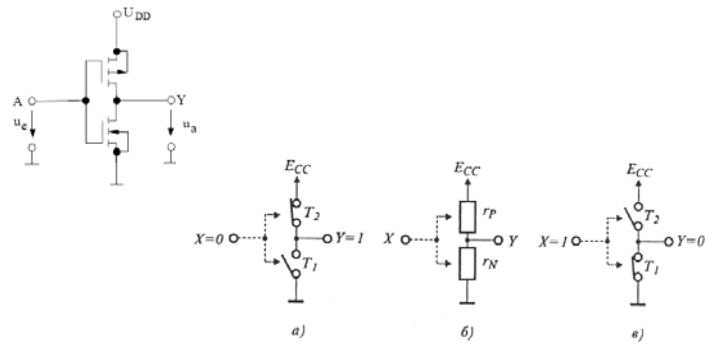 U_DD
A
Y
u_e
u_a
E_CC
E_CC
E_CC
T_2
r_P
T_2
X=0
Y=1
X
Y
X=1
Y=0
T_1
r_N
T_1
а)
б)
в)